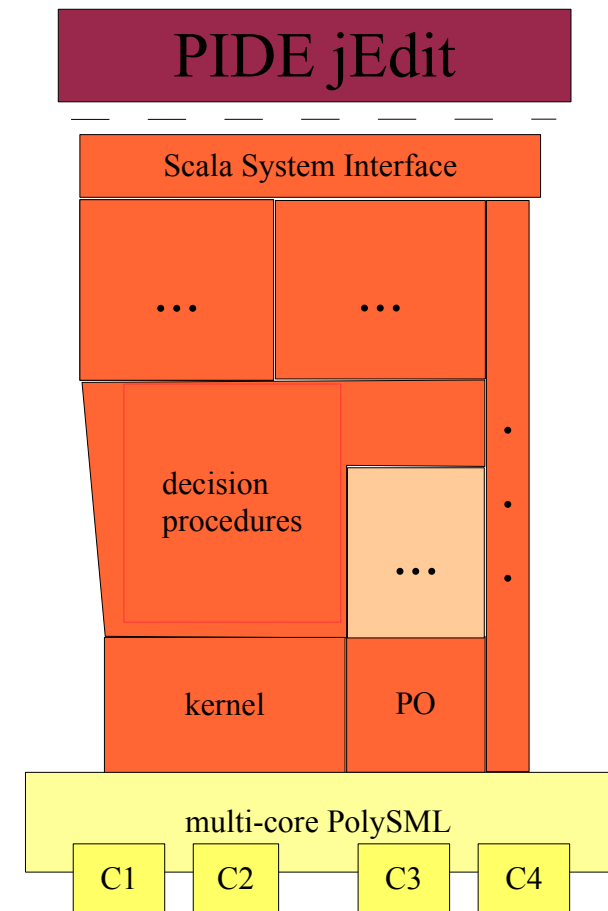 PIDE jEdit
Scala System Interface
... ...
decision
procedures
...
kernel PO
multi-core PolySML
C1 C2 C3 C4